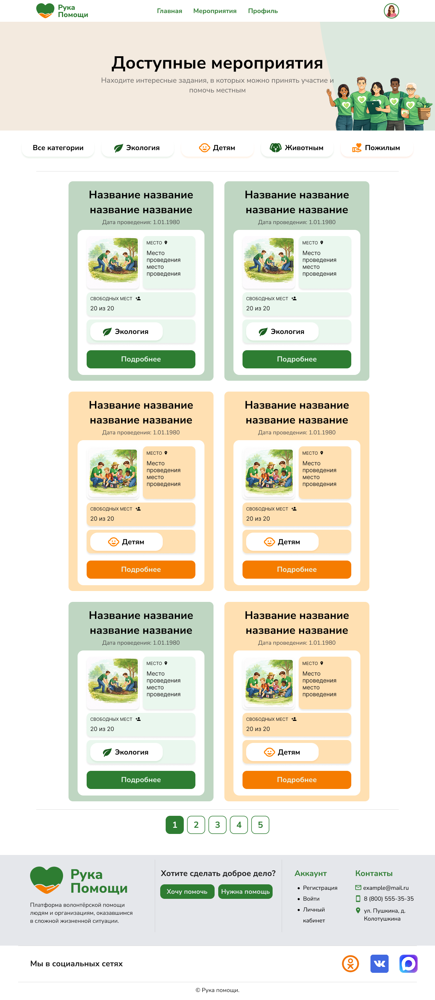 Рука
Помощи
Главная
Мероприятия
Профиль
Доступные мероприятия
Находите интересные задания, в которых можно принять участие и
помочь местным
Все категории
Экология
Детям
Животным
Пожилым
Название название
название название
Дата проведения: 1.01.1980
МЕСТО
Место
проведения
место
проведения
СВОБОДНЫХ МЕСТ
20 из 20
Экология
Подробнее
Название название
название название
Дата проведения: 1.01.1980
МЕСТО
Место
проведения
место
проведения
СВОБОДНЫХ МЕСТ
20 из 20
Экология
Подробнее
Название название
название название
Дата проведения: 1.01.1980
МЕСТО
Место
проведения
место
проведения
СВОБОДНЫХ МЕСТ
20 из 20
Детям
Подробнее
Название название
название название
Дата проведения: 1.01.1980
МЕСТО
Место
проведения
место
проведения
СВОБОДНЫХ МЕСТ
20 из 20
Детям
Подробнее
Название название
название название
Дата проведения: 1.01.1980
МЕСТО
Место
проведения
место
проведения
СВОБОДНЫХ МЕСТ
20 из 20
Экология
Подробнее
Название название
название название
Дата проведения: 1.01.1980
МЕСТО
Место
проведения
место
проведения
СВОБОДНЫХ МЕСТ
20 из 20
Детям
Подробнее
1 2 3 4 5
Рука
Помощи
Платформа волонтёрской помощи
людям и организациям, оказавшимся
в сложной жизненной ситуации.
Хотите сделать доброе дело?
Хочу помочь
Нужна помощь
Аккаунт
• Регистрация
• Войти
• Личный
кабинет
Контакты
example@mail.ru
8 (800) 555-35-35
ул. Пушкина, д.
Колотушкина
Мы в социальных сетях
© Рука помощи.